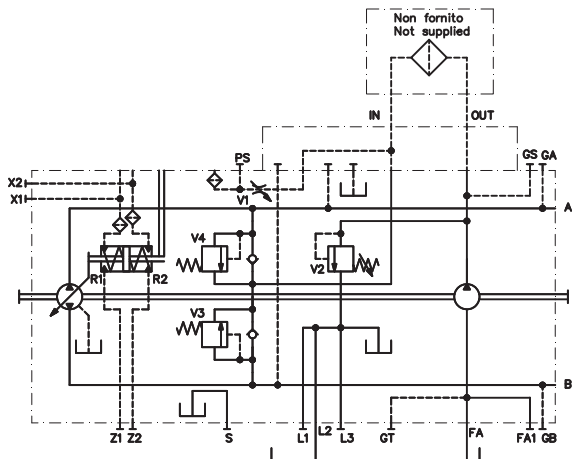 Non fornito
Not supplied
IN OUT
PS GS GA
X2
X1
V1
A
V4
V2
R1 R2
V3
B
Z1 Z2 S L1 L2 L3 GT FA FA1 GB